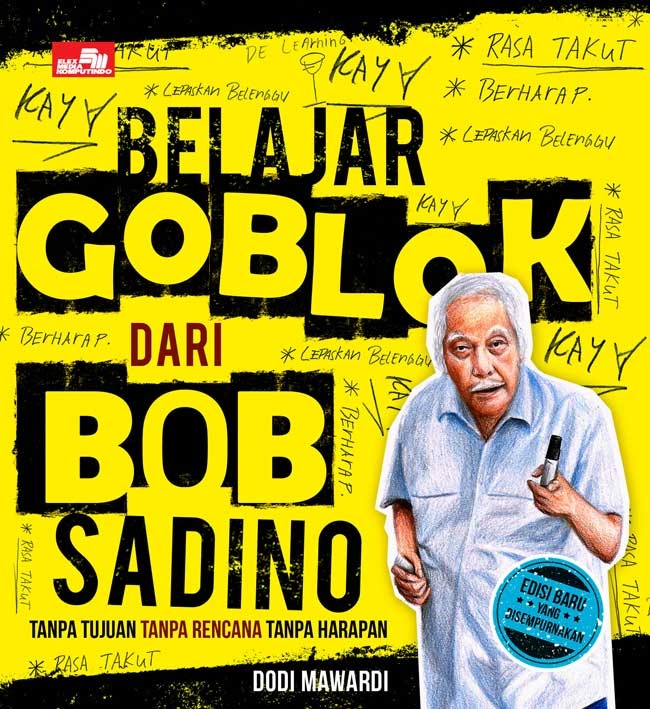 ELEX
MEDIA
KOMPUTINDO
DE LEArning
* RASA TAKUT
KAYA
* BERHARAP.
KAYA
* LEPASKAN BELENGGU
* LEPASKAN BELENGGU
BELAJAR
GOBLOK
KAYA
* RASA TAKUT
DARI
* BERHARAP.
* LEPASKAN BELENGGU
KAYA
* BERHARAP.
BOB
SADINO
* RASA TAKUT
TANPA TUJUAN TANPA RENCANA TANPA HARAPAN
EDISI BARU
YANG
DISEMPURNAKAN
* RASA TAKUT
DODI MAWARDI